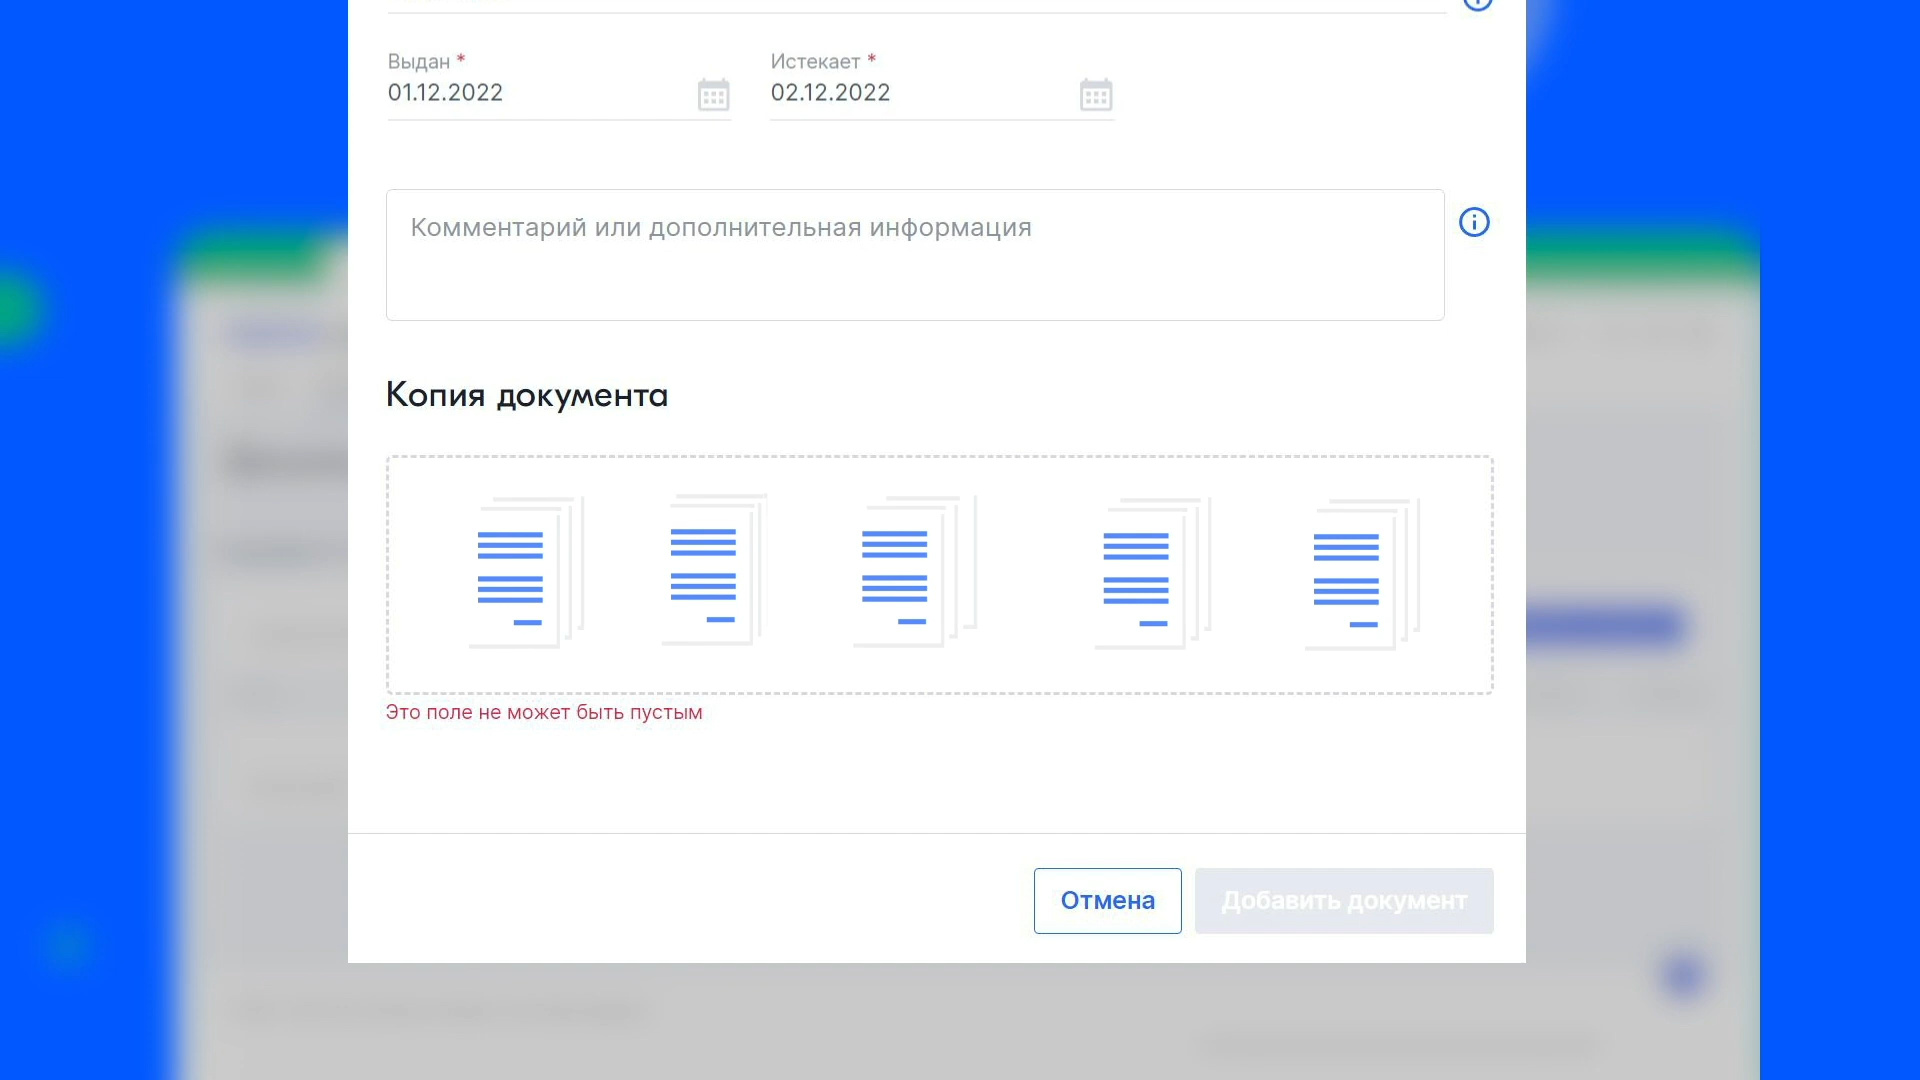 Выдан *
01.12.2022
Истекает *
02.12.2022
Комментарий или дополнительная информация
Копия документа
Это поле не может быть пустым
Отмена
Добавить документ